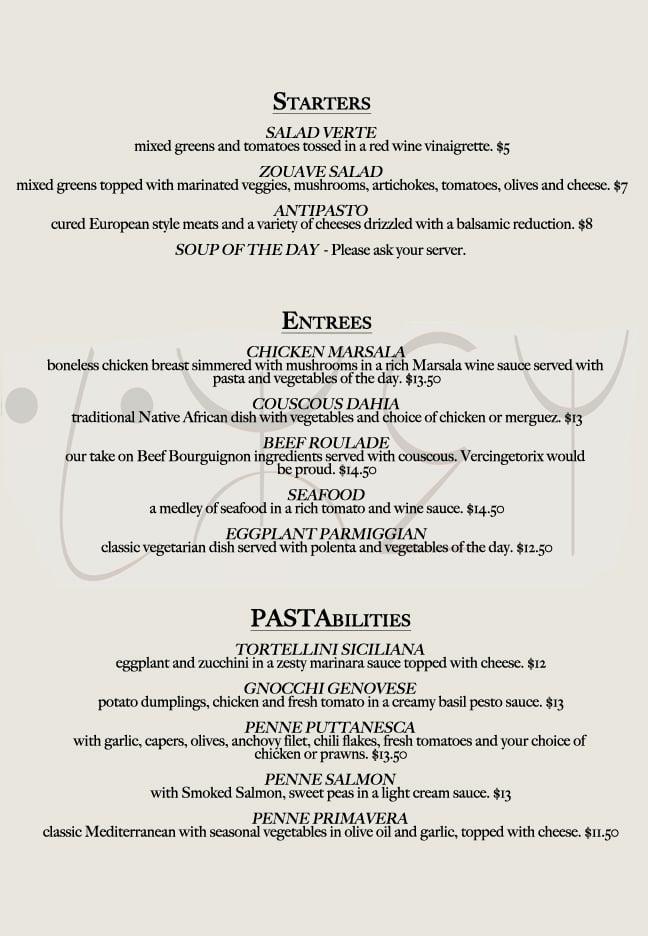 STARTERS
SALAD VERTE
mixed greens and tomatoes tossed in a red wine vinaigrette. $5
ZOUAVE SALAD
mixed greens topped with marinated veggies, mushrooms, artichokes, tomatoes, olives and cheese. $7
ANTIPASTO
cured European style meats and a variety of cheeses drizzled with a balsamic reduction. $8
SOUP OF THE DAY - Please ask your server.
ENTREES
CHICKEN MARSALA
boneless chicken breast simmered with mushrooms in a rich Marsala wine sauce served with
pasta and vegetables of the day. $13.50
COUSCOUS DAHIA
traditional Native African dish with vegetables and choice of chicken or merguez. $13
BEEF ROULADE
our take on Beef Bourguignon ingredients served with couscous. Vercingetorix would
be proud. $14.50
SEAFOOD
a medley of seafood in a rich tomato and wine sauce. $14.50
EGGPLANT PARMIGGIAN
classic vegetarian dish served with polenta and vegetables of the day. $12.50
PASTABILITIES
TORTELLINI SICILIANA
eggplant and zucchini in a zesty marinara sauce topped with cheese. $12
GNOCCHI GENOVESE
potato dumplings, chicken and fresh tomato in a creamy basil pesto sauce. $13
PENNE PUTTANESCA
with garlic, capers, olives, anchovy filet, chili flakes, fresh tomatoes and your choice of
chicken or prawns. $13.50
PENNE SALMON
with Smoked Salmon, sweet peas in a light cream sauce. $13
PENNE PRIMAVERA
classic Mediterranean with seasonal vegetables in olive oil and garlic, topped with cheese. $11.50